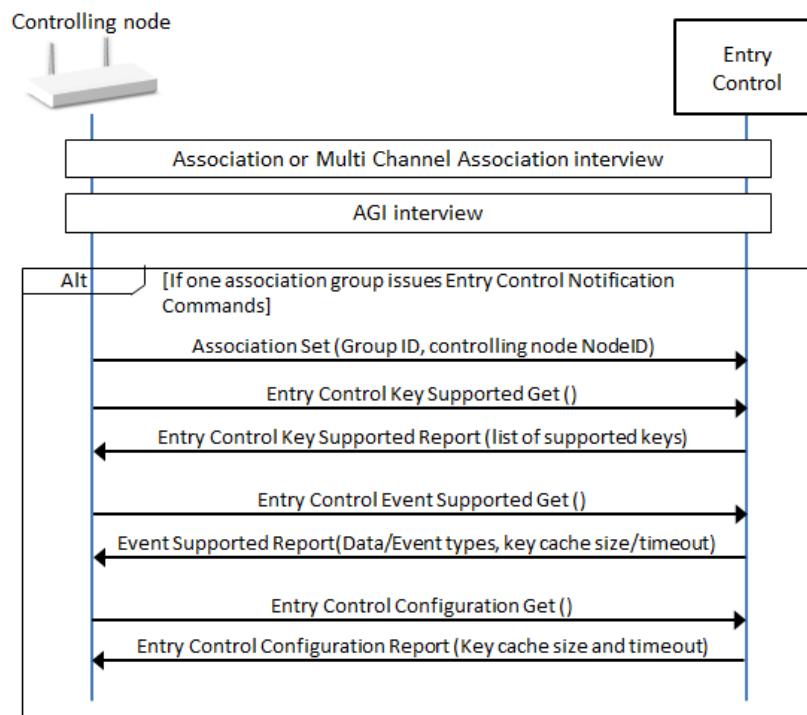 Controlling node
Entry
Control
Association or Multi Channel Association interview
AGI interview
Alt
[If one association group issues Entry Control Notification
Commands]
Association Set (Group ID, controlling node NodeID)
Entry Control Key Supported Get ()
Entry Control Key Supported Report (list of supported keys)
Entry Control Event Supported Get ()
Event Supported Report(Data/Event types, key cache size/timeout)
Entry Control Configuration Get ()
Entry Control Configuration Report (Key cache size and timeout)